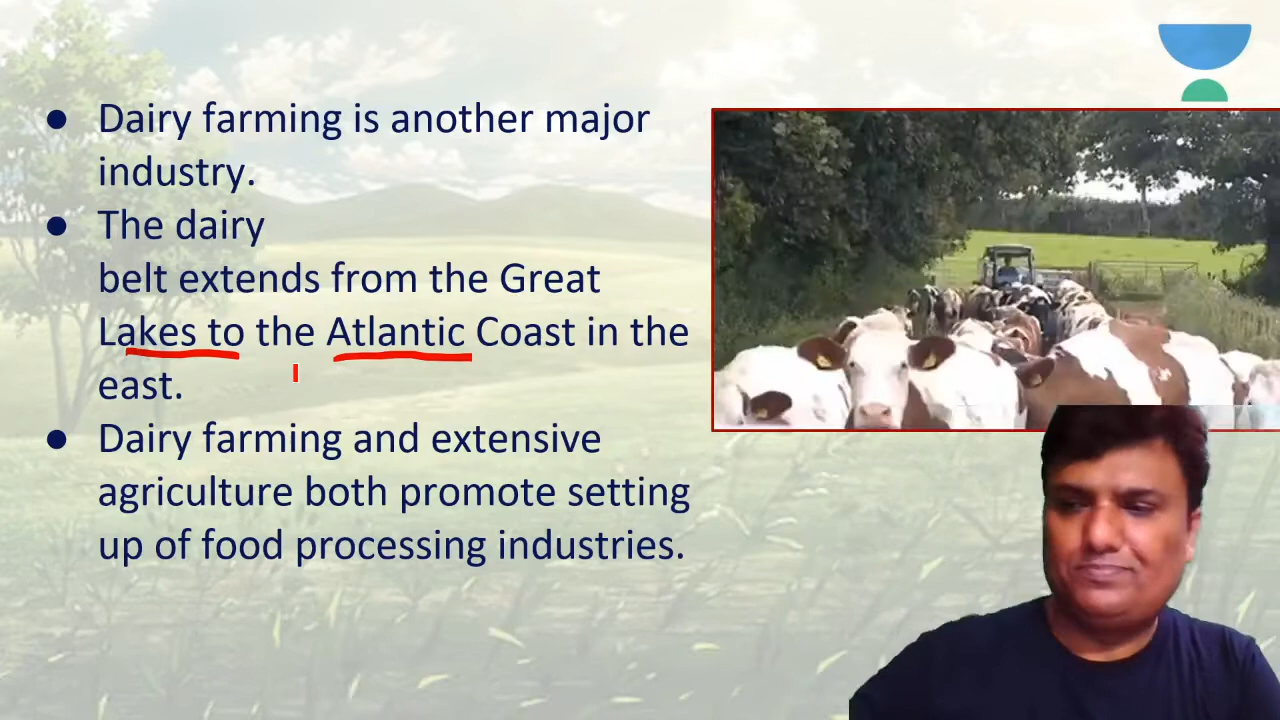 ● Dairy farming is another major
industry.
● The dairy
belt extends from the Great
Lakes to the Atlantic Coast in the
east.
● Dairy farming and extensive
agriculture both promote setting
up of food processing industries.